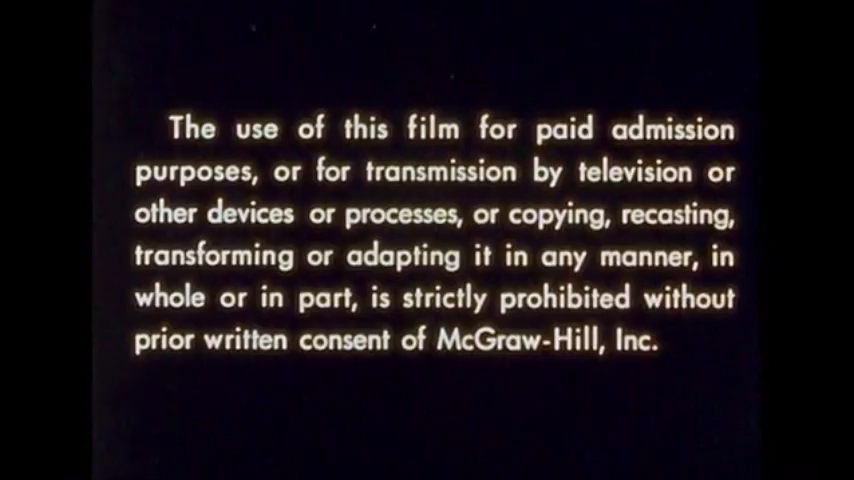 The use of this film for paid admission
purposes, or for transmission by television or
other devices or processes, or copying, recasting,
transforming or adapting it in any manner, in
whole or in part, is strictly prohibited without
prior written consent of McGraw-Hill, Inc.